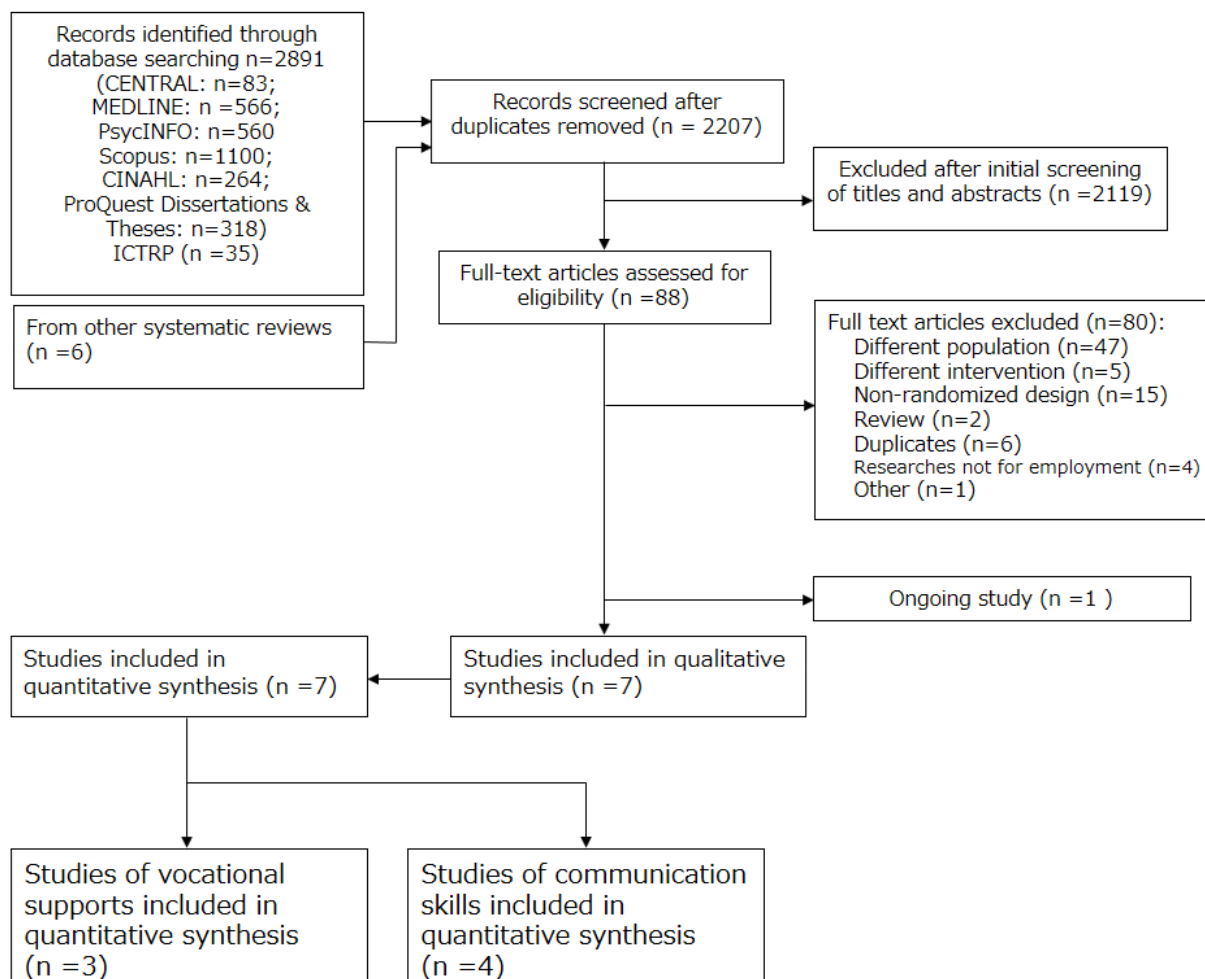 Records identified through
database searching n=2891
(CENTRAL: n=83;
MEDLINE: n =566;
PsycINFO: n=560
Scopus: n=1100;
CINAHL: n=264;
ProQuest Dissertations &
Theses: n=318)
ICTRP (n =35)
From other systematic reviews
(n =6)
Records screened after
duplicates removed (n = 2207)
Excluded after initial screening
of titles and abstracts (n =2119)
Full-text articles assessed for
eligibility (n =88)
Full text articles excluded (n=80):
Different population (n=47)
Different intervention (n=5)
Non-randomized design (n=15)
Review (n=2)
Duplicates (n=6)
Researches not for employment (n=4)
Other (n=1)
Ongoing study (n =1 )
Studies included in qualitative
synthesis (n =7)
Studies included in
quantitative synthesis (n =7)
Studies of vocational
supports included in
quantitative synthesis
(n =3)
Studies of communication
skills included in
quantitative synthesis
(n =4)